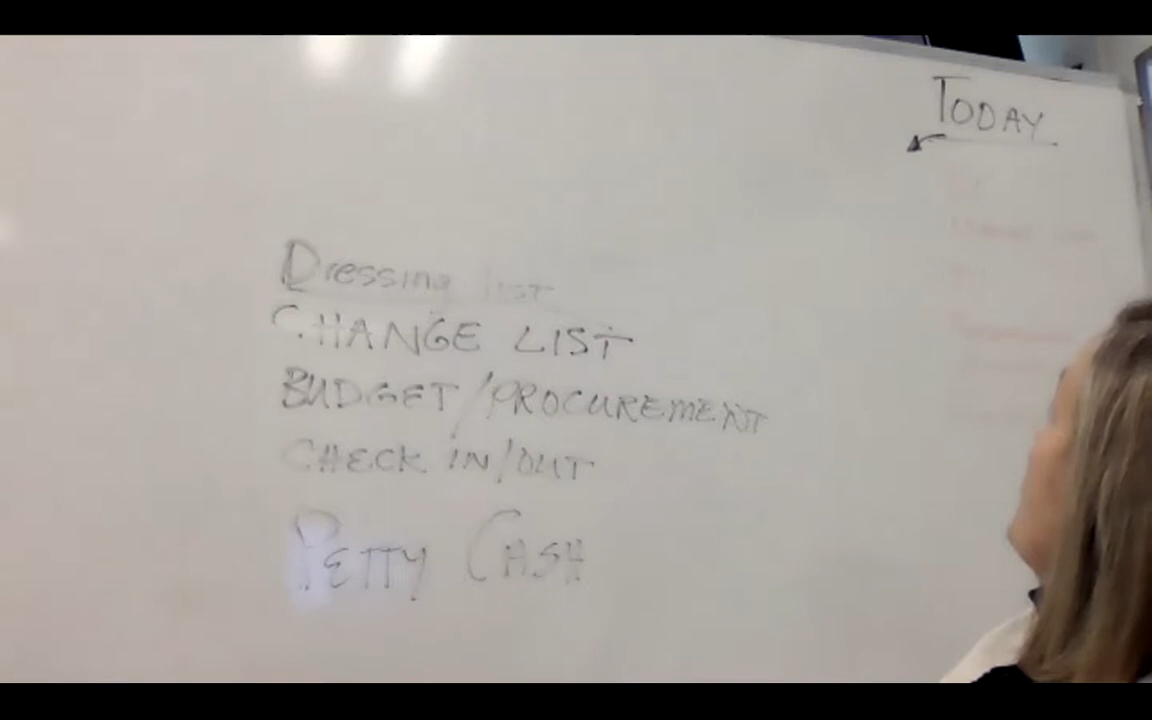 TODAY
Dressing list
CHANGE LIST
BUDGET/PROCUREMENT
CHECK IN/OUT
PETTY CASH